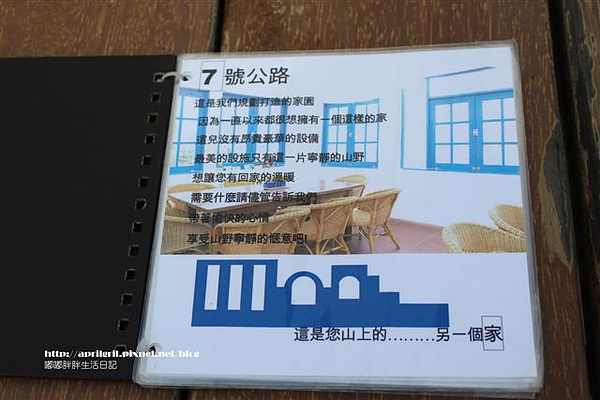 7 號公路
這是我們規劃打造的家園
因為一直以來都很想擁有一個這樣的家
這兒沒有昂貴豪華的設備
最美的設施只有這一片寧靜的山野
想讓您有回家的溫暖
需要什麼請儘管告訴我們
帶著愉快的心情
享受山野寧靜的愜意吧!
這是您山上的………另一個家
http://aprilgril.pixnet.net/blog
嘟嘟胖胖生活日記